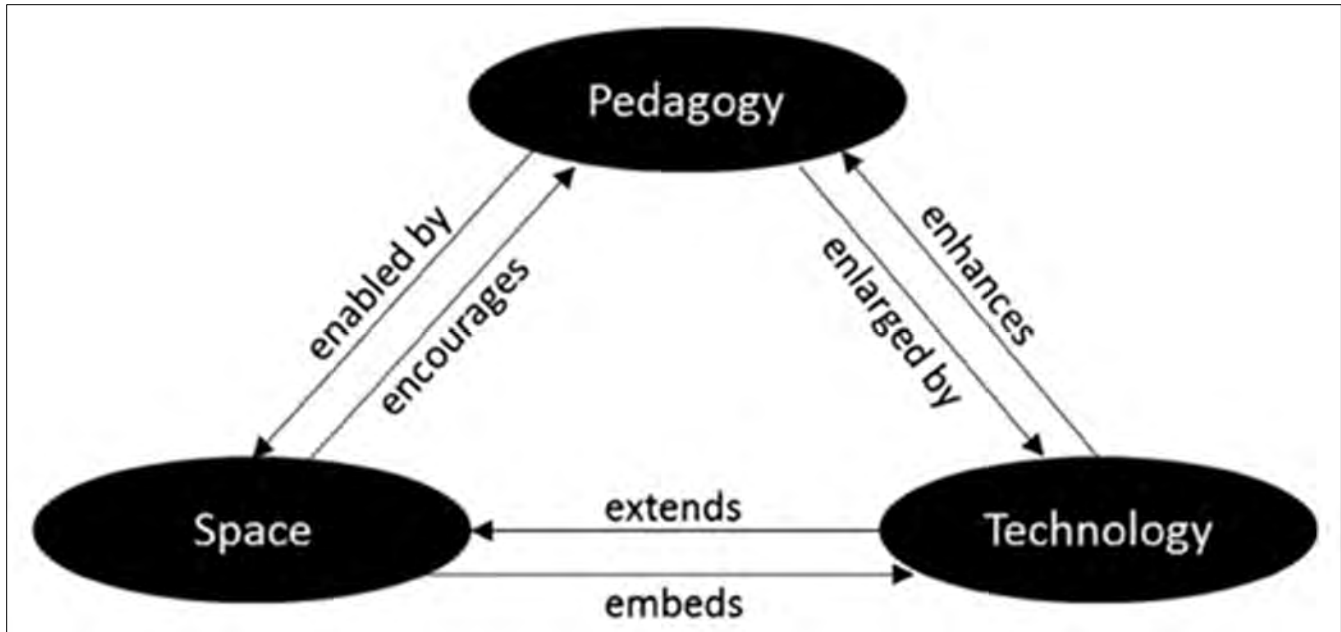 Pedagogy
enabled by
encourages
enlarged by
enhances
Space
extends
embeds
Technology